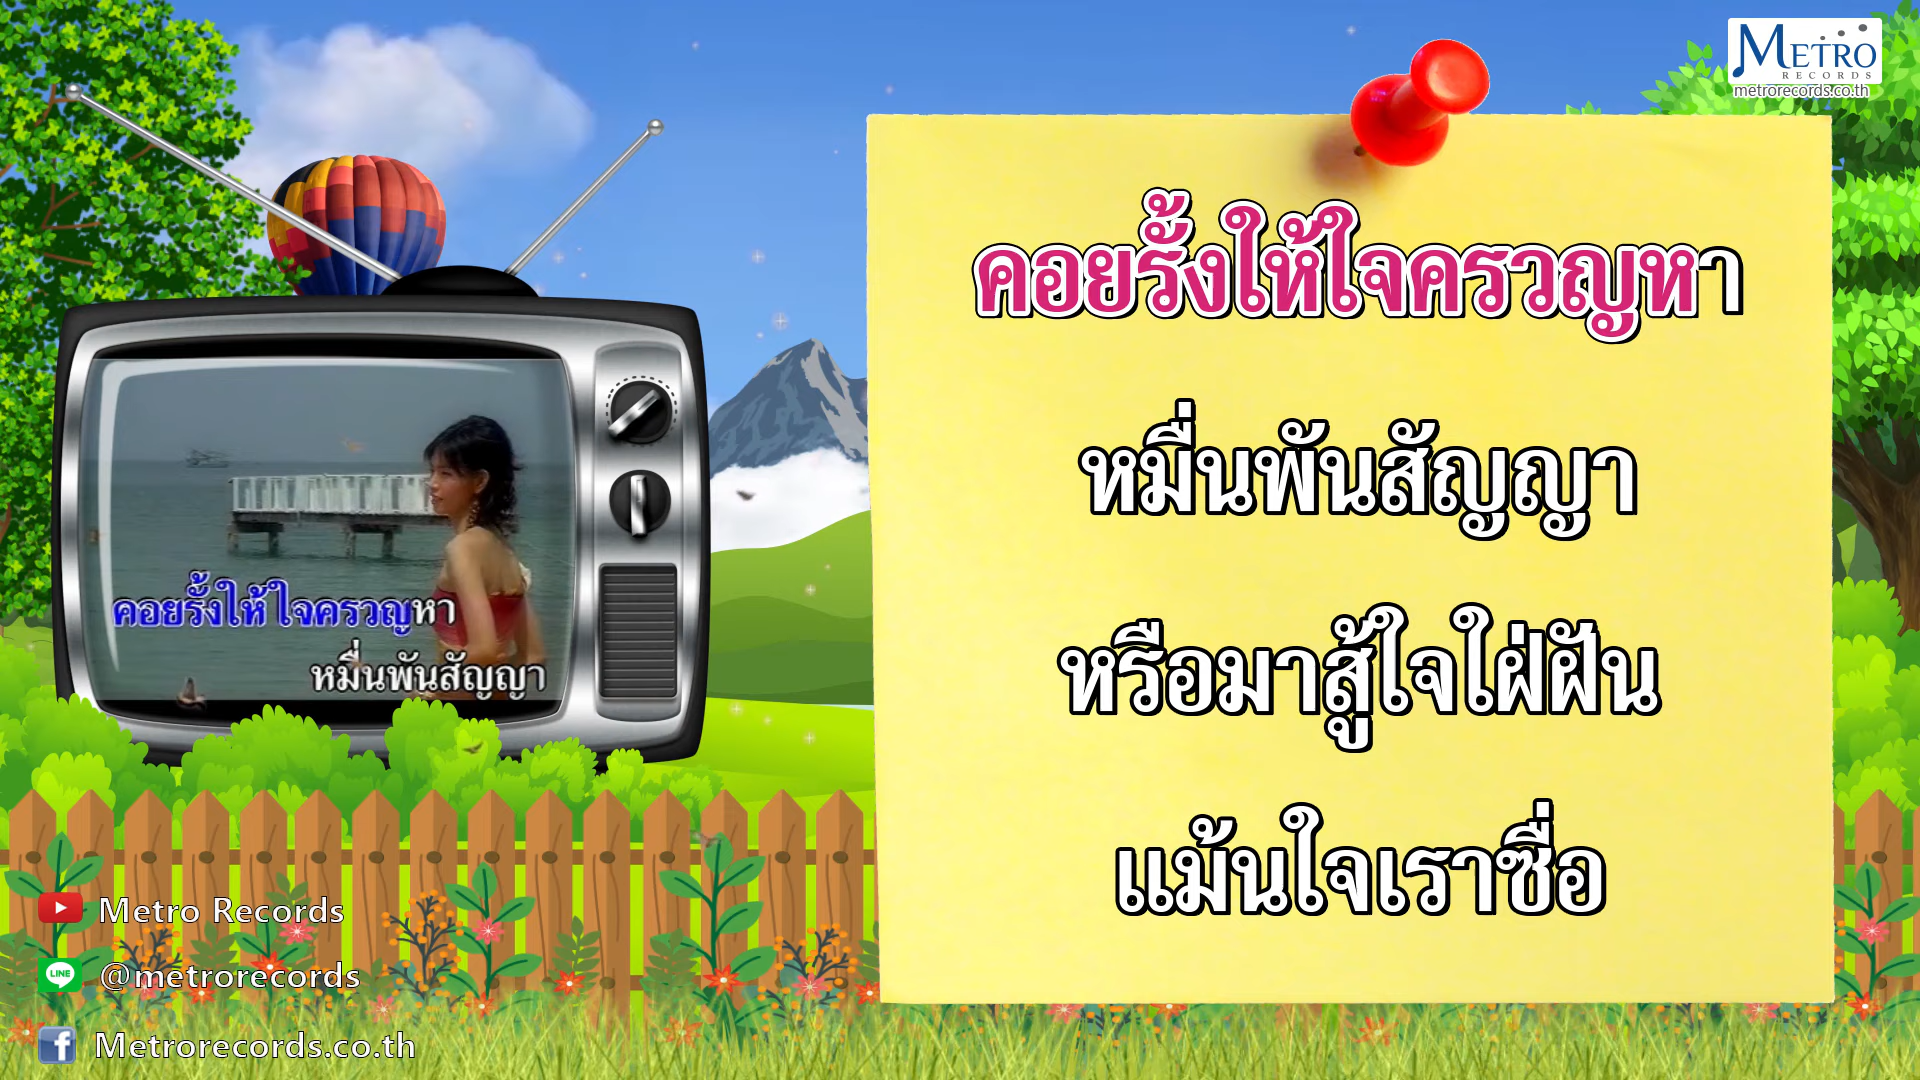 METRO
RECORDS
metrorecords.co.th
คอยรั้งให้ใจครวญหา
หมื่นพันสัญญา
หรือมาสู้ใจใฝ่ฝัน
แม้นใจเราซื่อ
คอยรั้งให้ ใจครวญหา
หมื่นพันสัญญา
Metro Records
LINE
@metrorecords
f Metrorecords.co.th